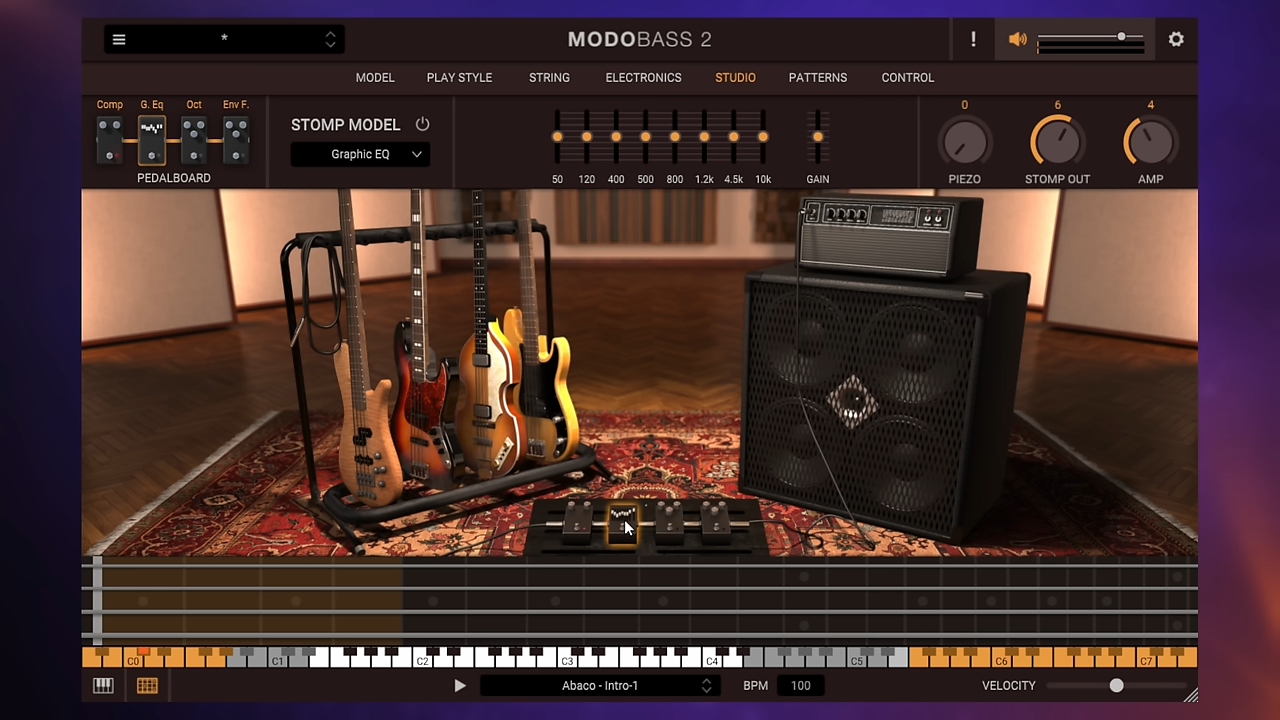 *
MODOBASS 2
!
MODEL PLAY STYLE STRING ELECTRONICS STUDIO PATTERNS CONTROL
Comp G. Eq Oct Env F.
PEDALBOARD
STOMP MODEL
Graphic EQ
50 120 400 500 800 1.2k 4.5k 10k GAIN
0 6 4
PIEZO STOMP OUT AMP
C0 C1 C2 C3 C4 C5 C6 C7
Abaco - Intro-1 BPM 100 VELOCITY